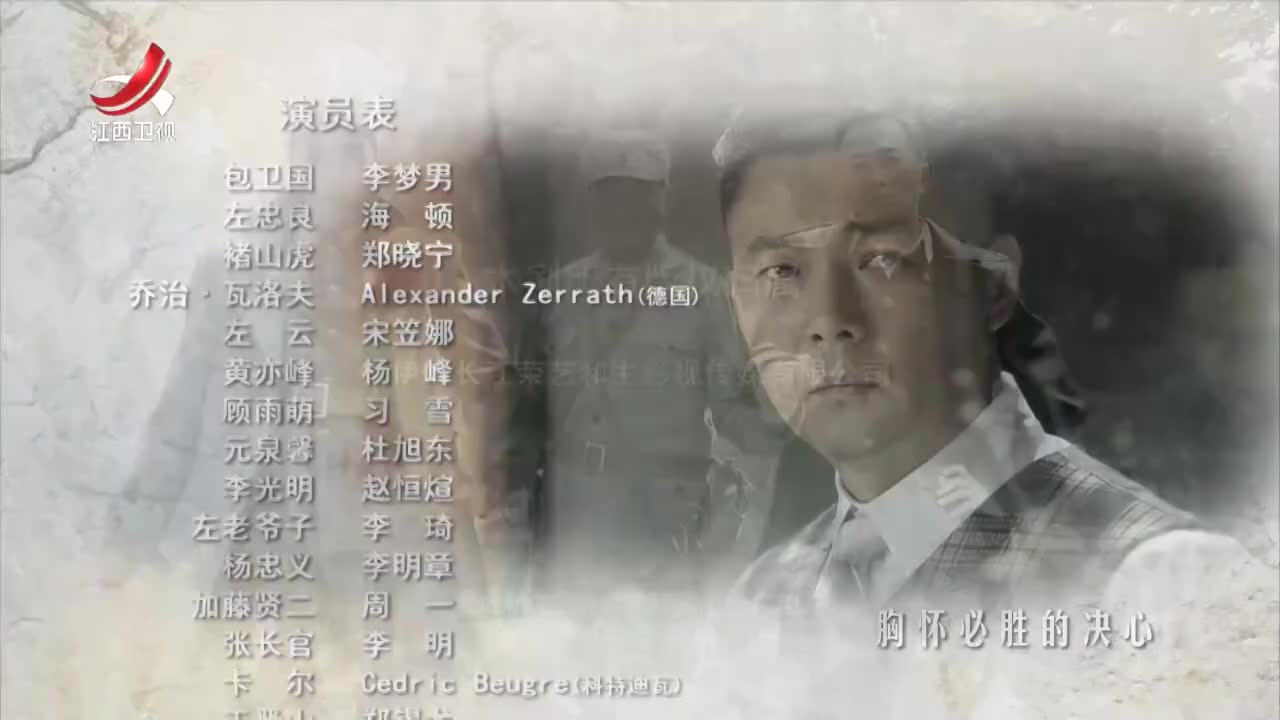 江西卫视
演员表
包卫国 李梦男
左忠良 海 顿
褚山虎 郑晓宁
乔治·瓦洛夫 Alexander Zerrath(德国)
左 云 宋笠娜
黄亦峰 杨 峰
顾雨萌 习 雪
元泉馨 杜旭东
李光明 赵恒煊
左老爷子 李 琦
杨忠义 李明章
加藤贤二 周 一
胸怀必胜的决心
张长官 李 明
卡 尔 Cedric Beugre(科特迪瓦)